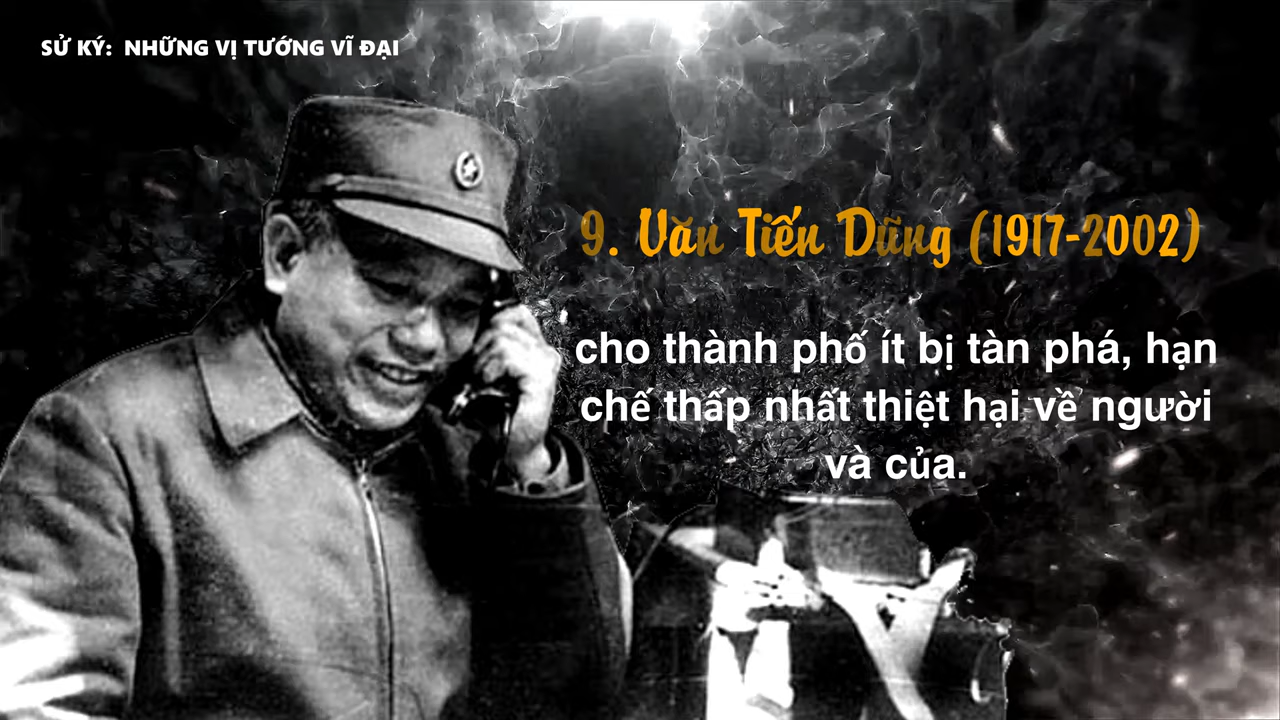 SỬ KÝ: NHỮNG VỊ TƯỚNG VĨ ĐẠI
9. Văn Tiến Dũng (1917-2002)
cho thành phố ít bị tàn phá, hạn
chế thấp nhất thiệt hại về người
và của.